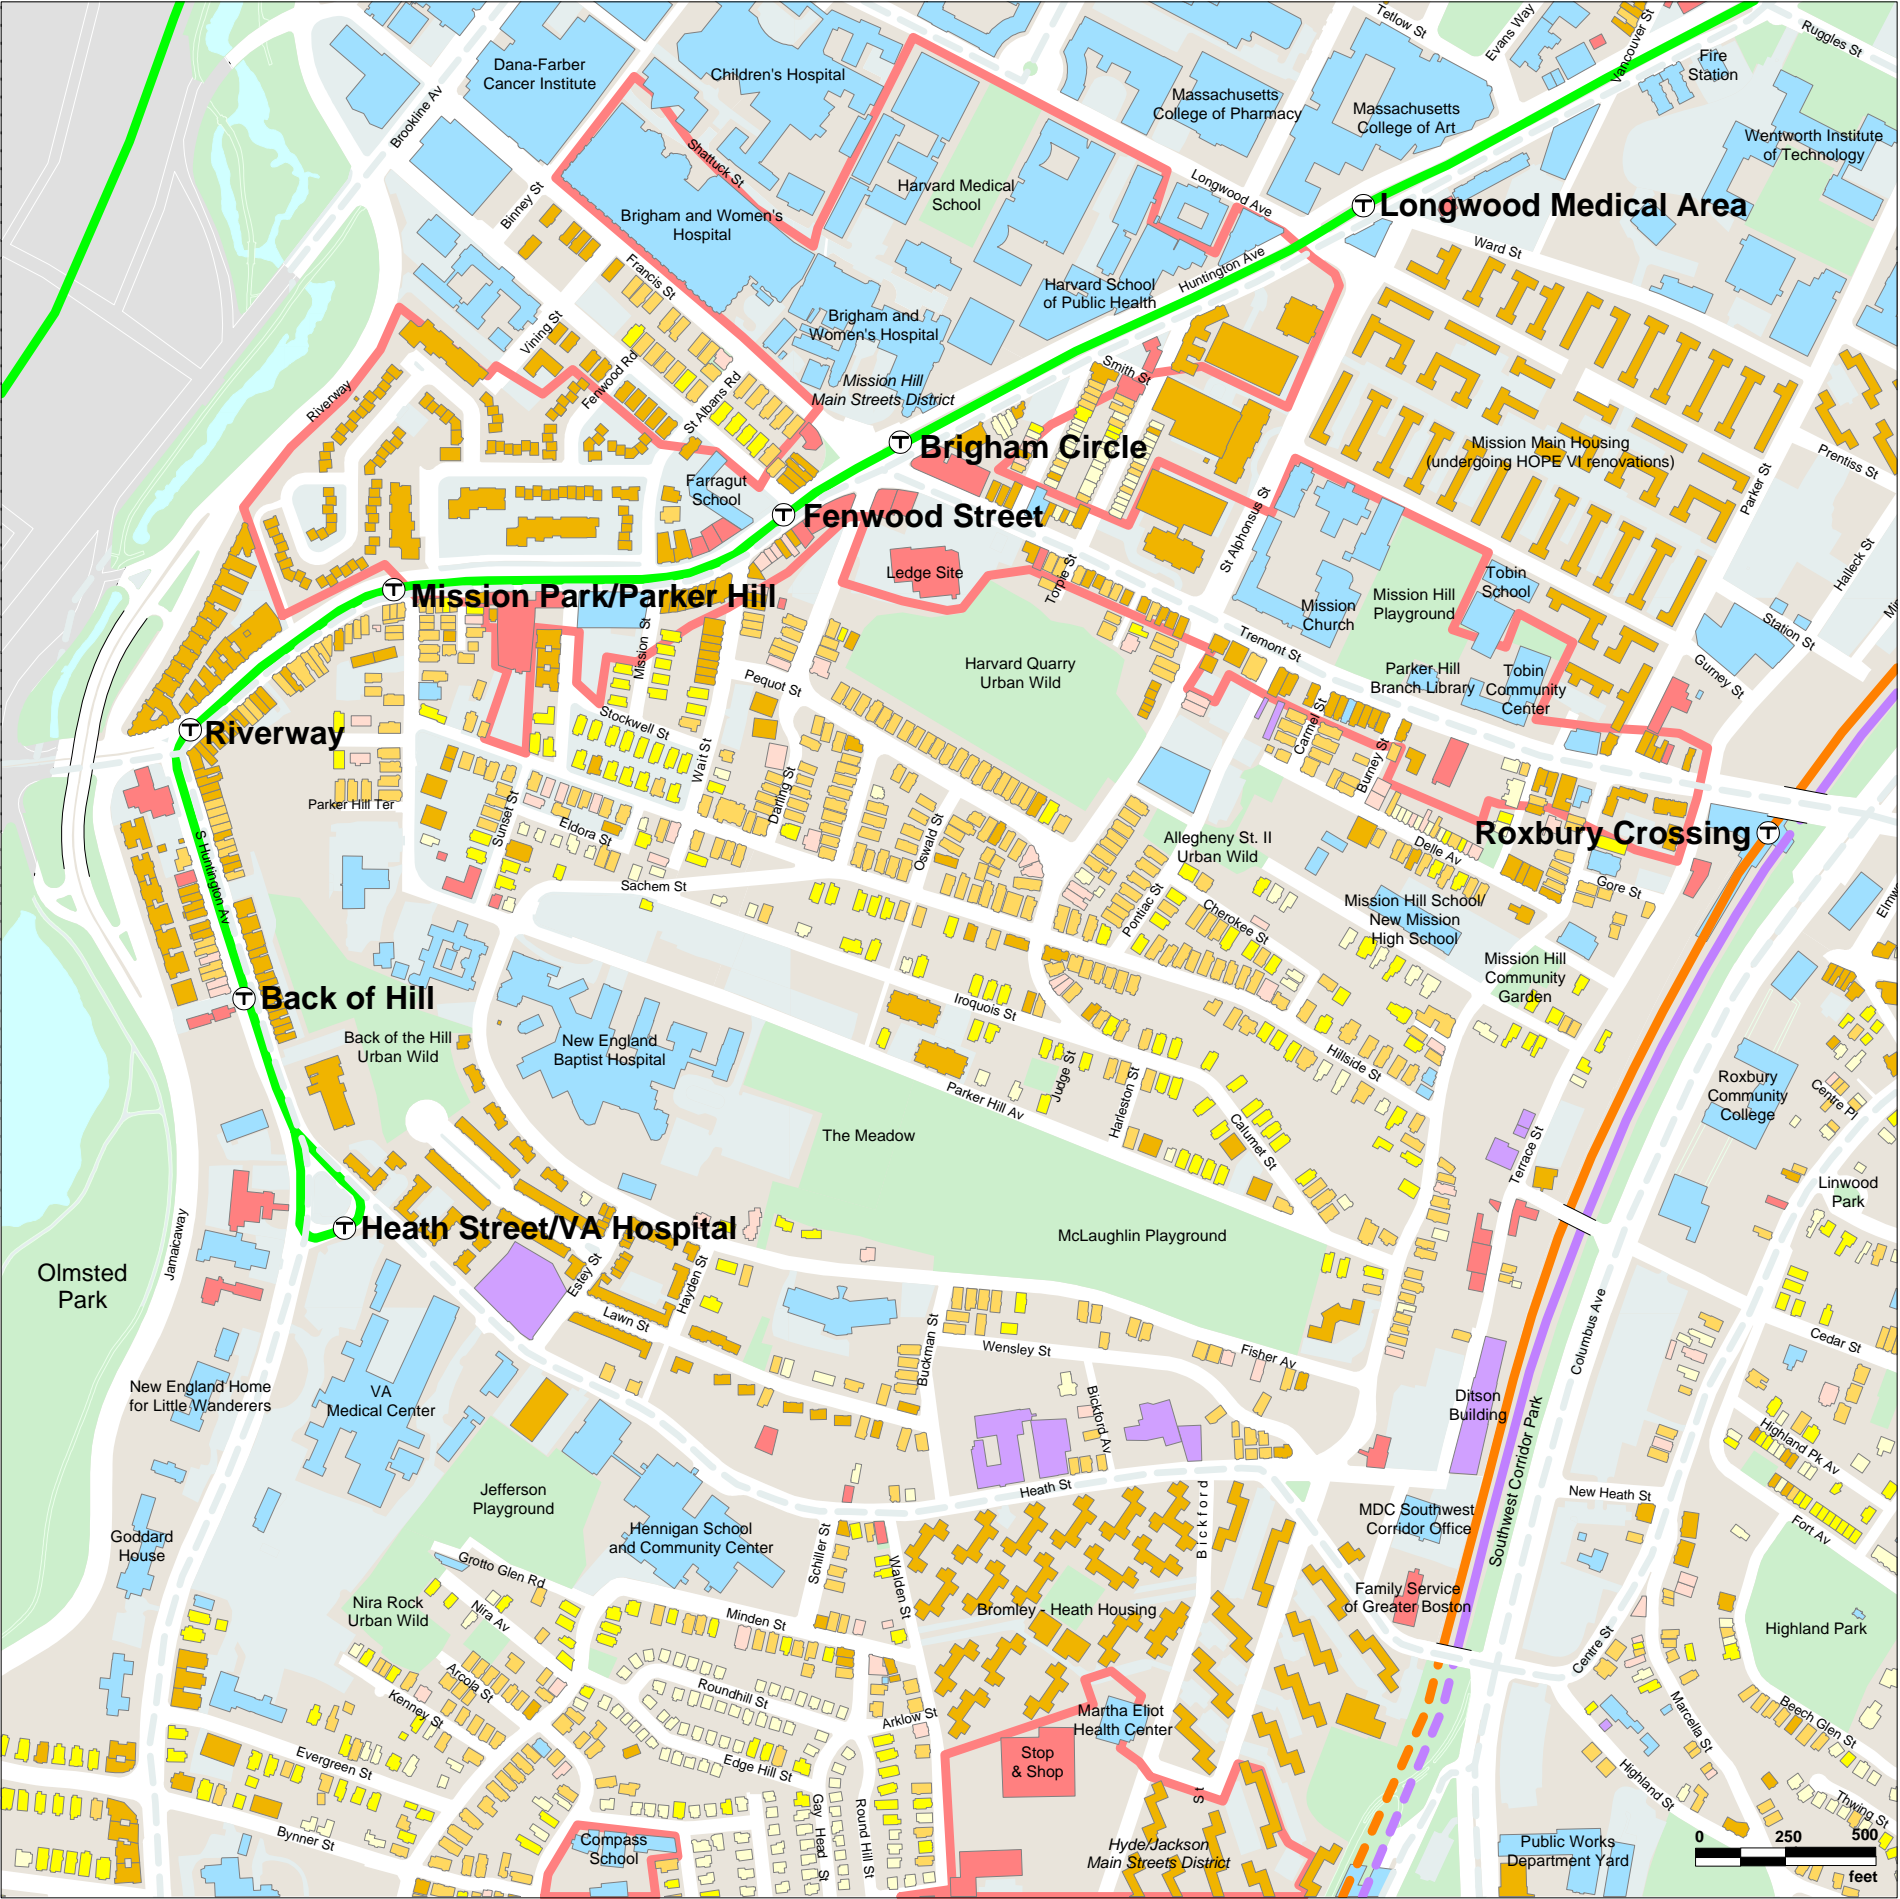 Tetlow St
Evans Way
Vancouver St
Ruggles St
Fire
Station
Dana-Farber
Cancer Institute
Children's Hospital
Massachusetts
College of Pharmacy
Massachusetts
College of Art
Wentworth Institute
of Technology
Brookline Av
Shattuck St
Binney St
Harvard Medical
School
Longwood Ave
Longwood Medical Area
Brigham and Women's
Hospital
Ward St
Francis St
Huntington Ave
Harvard School
of Public Health
Brigham and
Women's Hospital
Vining St
Fenwood Rd
St Albans Rd
Riverway
Smith St
Mission Hill
Main Streets District
Brigham Circle
Mission Main Housing
(undergoing HOPE VI renovations)
Prentiss St
Parker St
Farragut
School
Fenwood Street
St Alphonsus St
Halleck St
Ledge Site
Torpie St
Tobin
School
Mission Park/Parker Hill
Mission
Church
Mission Hill
Playground
Station St
Mission St
Tremont St
Harvard Quarry
Urban Wild
Parker Hill
Branch Library
Tobin
Community
Center
Gurney St
Pequot St
Riverway
Stockwell St
Wait St
Carmel St
Burney St
Darling St
Parker Hill Ter
Sunset St
Eldora St
Oswald St
Allegheny St. II
Urban Wild
Roxbury Crossing
Delle Av
S Huntington Av
Sachem St
Gore St
Pontiac St
Cherokee St
Mission Hill School/
New Mission
High School
Mission Hill
Community
Garden
Back of Hill
Iroquois St
Back of the Hill
Urban Wild
New England
Baptist Hospital
Hillside St
Judge St
Harleston St
Parker Hill Av
Calumet St
Roxbury
Community
College
Centre Pl
The Meadow
Terrace St
Linwood
Park
Jamaicaway
Heath Street/VA Hospital
McLaughlin Playground
Olmsted
Park
Estey St
Hayden St
Lawn St
Buckman St
Wensley St
Fisher Av
Columbus Ave
Cedar St
New England Home
for Little Wanderers
VA
Medical Center
Bickford Av
Ditson
Building
Southwest Corridor Park
Highland Pk Av
Jefferson
Playground
Heath St
Bickford
New Heath St
Fort Av
MDC Southwest
Corridor Office
Goddard
House
Hennigan School
and Community Center
Schiller St
Walden St
Grotto Glen Rd
Nira Rock
Urban Wild
Nira Av
Minden St
Bromley - Heath Housing
Family Service
of Greater Boston
Highland Park
Centre St
Arcola St
Kenney St
Roundhill St
Arklow St
Martha Eliot
Health Center
Marcella St
Beech Glen St
Evergreen St
Edge Hill St
Stop
& Shop
St
Highland St
Thwing St
Gay Head St
Round Hill St
Bynner St
Compass
School
Hyde/Jackson
Main Streets District
Public Works
Department Yard
0 250 500
feet